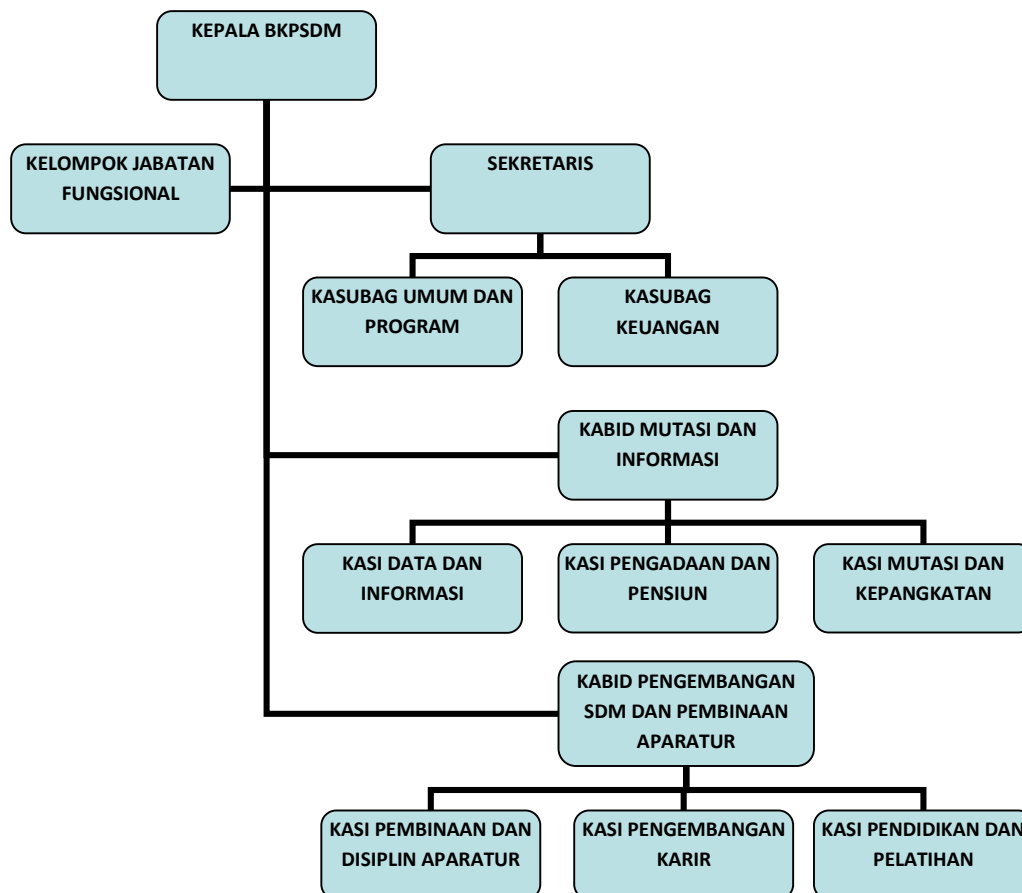 KEPALA BKPSDM
KELOMPOK JABATAN
FUNGSIONAL
SEKRETARIS
KASUBAG UMUM DAN
PROGRAM
KASUBAG
KEUANGAN
KABID MUTASI DAN
INFORMASI
KASI DATA DAN
INFORMASI
KASI PENGADAAN DAN
PENSIUN
KASI MUTASI DAN
KEPANGKATAN
KABID PENGEMBANGAN
SDM DAN PEMBINAAN
APARATUR
KASI PEMBINAAN DAN
DISIPLIN APARATUR
KASI PENGEMBANGAN
KARIR
KASI PENDIDIKAN DAN
PELATIHAN